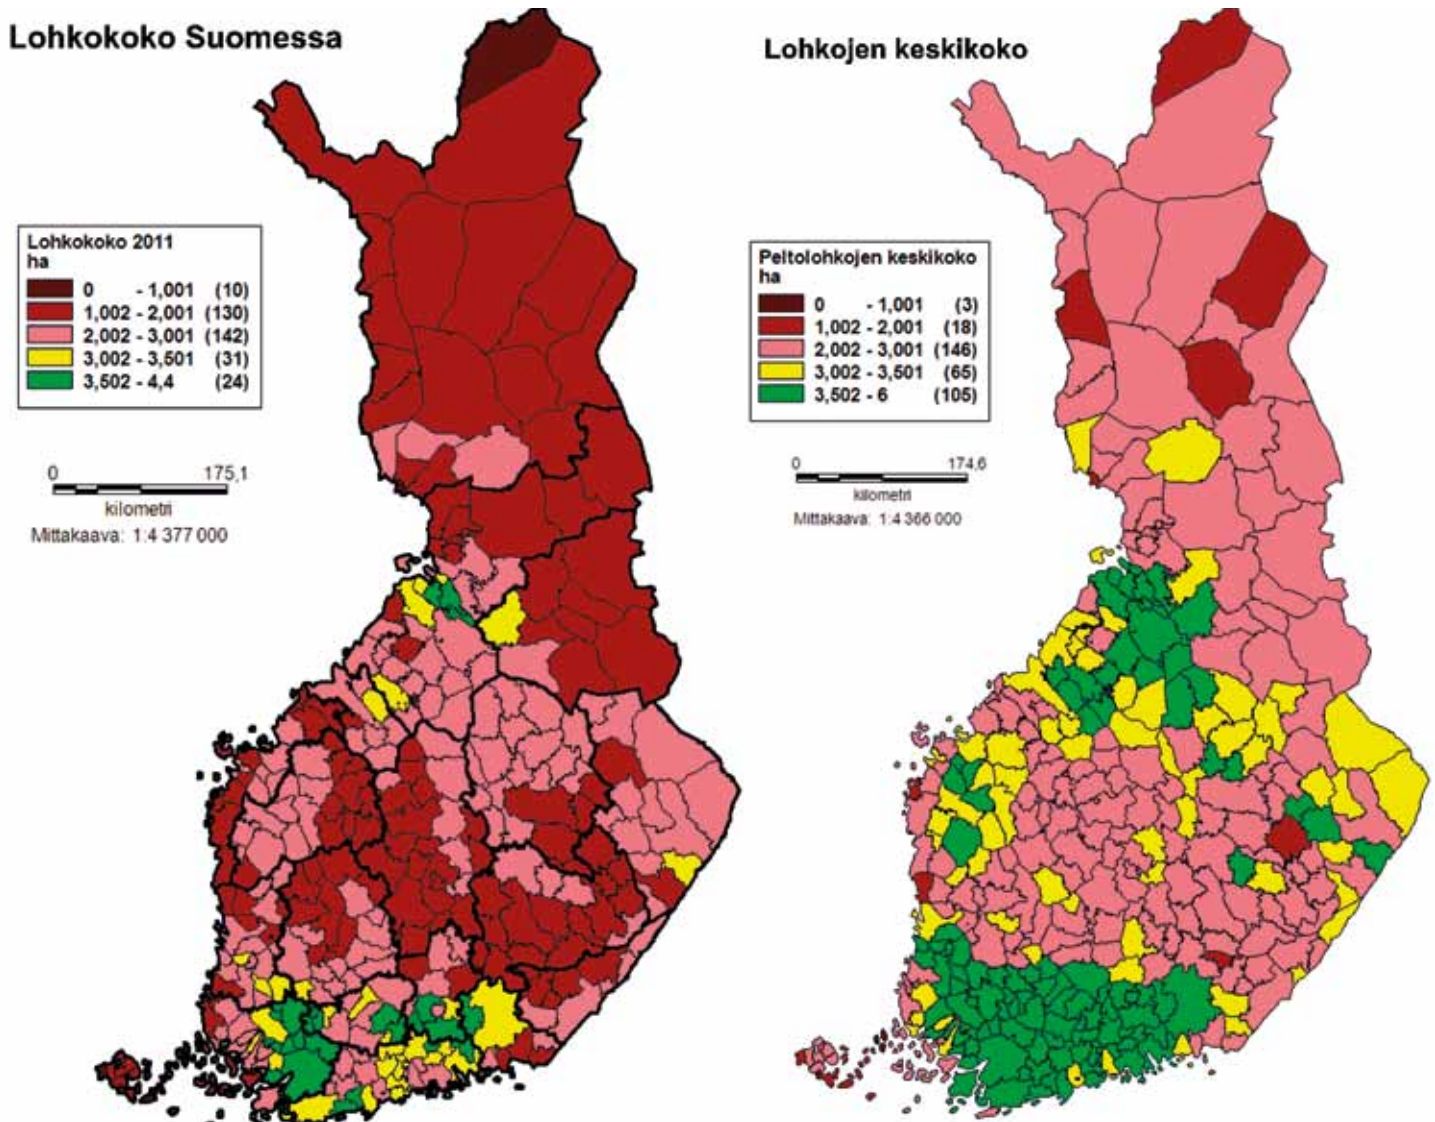 Lohkokoko Suomessa
Lohkokoko 2011
ha
0 - 1,001 (10)
1,002 - 2,001 (130)
2,002 - 3,001 (142)
3,002 - 3,501 (31)
3,502 - 4,4 (24)
0 175,1
kilometri
Mittakaava: 1:4 377 000
Lohkojen keskikoko
Peltolohkojen keskikoko
ha
0 - 1,001 (3)
1,002 - 2,001 (18)
2,002 - 3,001 (146)
3,002 - 3,501 (65)
3,502 - 6 (105)
0 174,6
kilometri
Mittakaava: 1:4 366 000